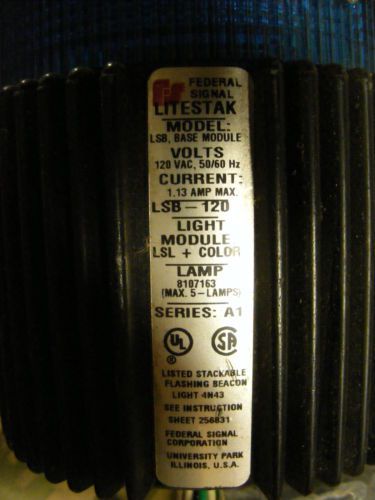 FS FEDERAL
SIGNAL
LITESTAK
MODEL:
LSB, BASE MODULE
VOLTS
120 VAC, 50/60 Hz
CURRENT:
1.13 AMP MAX.
LSB - 120
LIGHT
MODULE
LSL + COLOR
LAMP
8107163
(MAX. 5-LAMPS)
SERIES: A1
UL ® SA
LISTED STACKABLE
FLASHING BEACON
LIGHT 4N43
SEE INSTRUCTION
SHEET 256831
FEDERAL SIGNAL
CORPORATION
UNIVERSITY PARK
ILLINOIS, U.S.A.